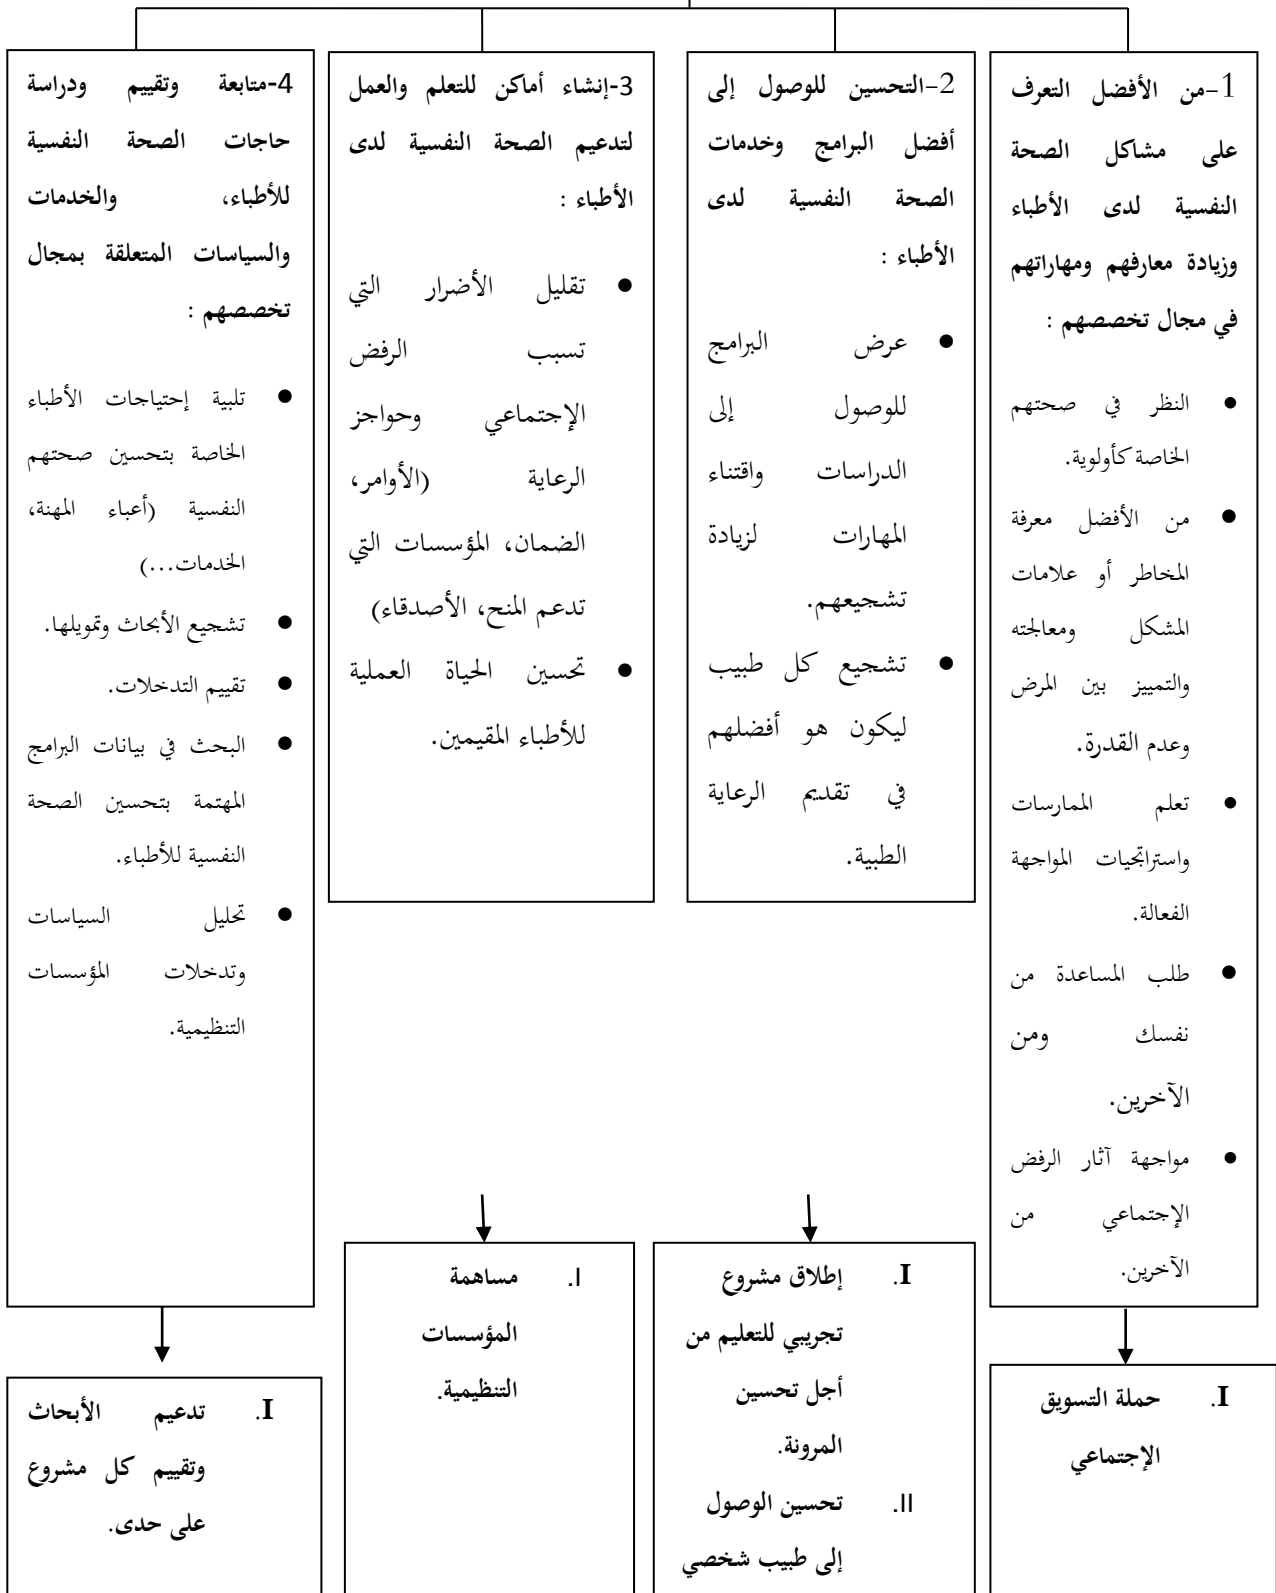 1-من الأفضل التعرف
على مشاكل الصحة
النفسية لدى الأطباء
وزيادة معارفهم ومهاراتهم
في مجال تخصصهم :
● النظر في صحتهم
الخاصة كأولوية.
● من الأفضل معرفة
المخاطر أو علامات
المشكل ومعالجته
والتمييز بين المرض
وعدم القدرة.
● تعلم الممارسات
واستراتجيات المواجهة
الفعالة.
● طلب المساعدة من
نفسك ومن
الآخرين.
● مواجهة آثار الرفض
الإجتماعي من
الآخرين.
2-التحسين للوصول إلى
أفضل البرامج وخدمات
الصحة النفسية لدى
الأطباء :
● عرض البرامج
للوصول إلى
الدراسات واقتناء
المهارات لزيادة
تشجيعهم.
● تشجيع كل طبيب
ليكون هو أفضلهم
في تقديم الرعاية
الطبية.
3-إنشاء أماكن للتعلم والعمل
لتدعيم الصحة النفسية لدى
الأطباء :
● تقليل الأضرار التي
تسبب الرفض
الإجتماعي وحواجز
الرعاية (الأوامر،
الضمان، المؤسسات التي
تدعم المنح، الأصدقاء)
● تحسين الحياة العملية
للأطباء المقيمين.
4-متابعة وتقييم ودراسة
حاجات الصحة النفسية
للأطباء، والخدمات
والسياسات المتعلقة بمجال
تخصصهم :
● تلبية إحتياجات الأطباء
الخاصة بتحسين صحتهم
النفسية (أعباء المهنة،
الخدمات...)
● تشجيع الأبحاث وتمويلها.
● تقييم التدخلات.
● البحث في بيانات البرامج
المهتمة بتحسين الصحة
النفسية للأطباء.
● تحليل السياسات
وتدخلات المؤسسات
التنظيمية.
I. حملة التسويق
الإجتماعي
I. إطلاق مشروع
تجريبي للتعليم من
أجل تحسين
المرونة.
II. تحسين الوصول
إلى طبيب شخصي
I. مساهمة
المؤسسات
التنظيمية.
I. تدعيم الأبحاث
وتقييم كل مشروع
على حدى.